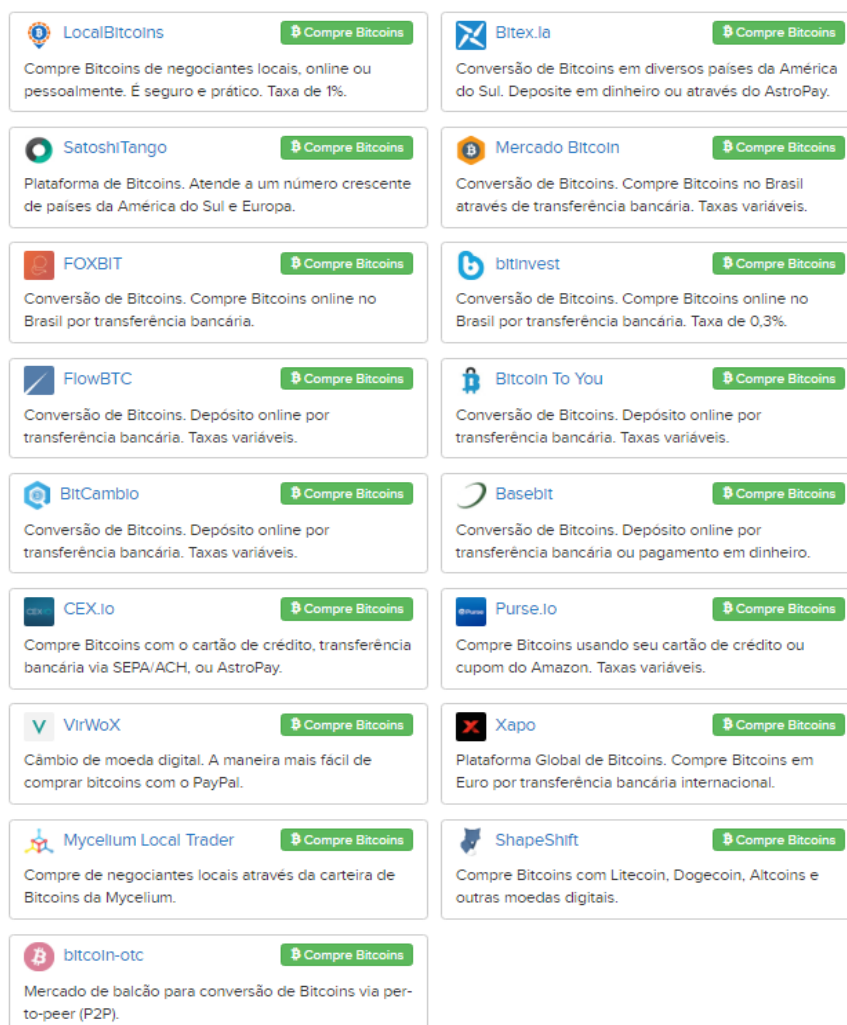 LocalBitcoins
Compre Bitcoins
Compre Bitcoins de negociantes locais, online ou
pessoalmente. É seguro e prático. Taxa de 1%.
Bitex.la
Compre Bitcoins
Conversão de Bitcoins em diversos países da América
do Sul. Deposite em dinheiro ou através do AstroPay.
SatoshiTango
Compre Bitcoins
Plataforma de Bitcoins. Atende a um número crescente
de países da América do Sul e Europa.
Mercado Bitcoin
Compre Bitcoins
Conversão de Bitcoins. Compre Bitcoins no Brasil
através de transferência bancária. Taxas variáveis.
FOXBIT
Compre Bitcoins
Conversão de Bitcoins. Compre Bitcoins online no
Brasil por transferência bancária.
bitinvest
Compre Bitcoins
Conversão de Bitcoins. Compre Bitcoins online no
Brasil por transferência bancária. Taxa de 0,3%.
FlowBTC
Compre Bitcoins
Conversão de Bitcoins. Depósito online por
transferência bancária. Taxas variáveis.
Bitcoin To You
Compre Bitcoins
Conversão de Bitcoins. Depósito online por
transferência bancária. Taxas variáveis.
BitCambio
Compre Bitcoins
Conversão de Bitcoins. Depósito online por
transferência bancária. Taxas variáveis.
Basebit
Compre Bitcoins
Conversão de Bitcoins. Depósito online por
transferência bancária ou pagamento em dinheiro.
CEX.io
Compre Bitcoins
Compre Bitcoins com o cartão de crédito, transferência
bancária via SEPA/ACH, ou AstroPay.
Purse
Purse.io
Compre Bitcoins
Compre Bitcoins usando seu cartão de crédito ou
cupom do Amazon. Taxas variáveis.
VirWoX
Compre Bitcoins
Câmbio de moeda digital. A maneira mais fácil de
comprar bitcoins com o PayPal.
Xapo
Compre Bitcoins
Plataforma Global de Bitcoins. Compre Bitcoins em
Euro por transferência bancária internacional.
Mycelium Local Trader
Compre Bitcoins
Compre de negociantes locais através da carteira de
Bitcoins da Mycelium.
ShapeShift
Compre Bitcoins
Compre Bitcoins com Litecoin, Dogecoin, Altcoins e
outras moedas digitais.
bitcoin-otc
Compre Bitcoins
Mercado de balcão para conversão de Bitcoins via per-
to-peer (P2P).